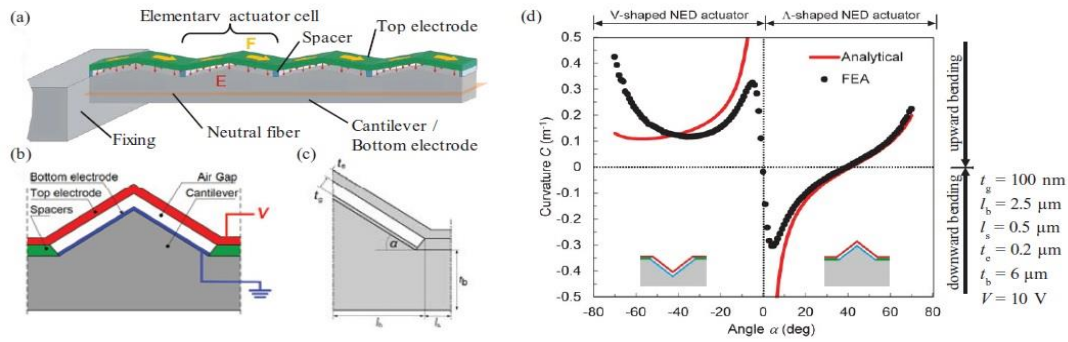 (a)
Elementary actuator cell
F
Spacer
Top electrode
E
Fixing
Neutral fiber
Cantilever /
Bottom electrode
(b)
Bottom electrode
Top electrode
Spacers
Air Gap
Cantilever
V
(c)
tₑ
t_g
α
t_b
l_b
l_s
(d)
V-shaped NED actuator
Λ-shaped NED actuator
Analytical
FEA
Curvature C (m⁻¹)
0.5
0.4
0.3
0.2
0.1
0
-0.1
-0.2
-0.3
-0.4
-0.5
-80
-60
-40
-20
0
20
40
60
80
Angle α (deg)
upward bending
downward bending
t_g = 100 nm
l_b = 2.5 μm
l_s = 0.5 μm
t_e = 0.2 μm
t_b = 6 μm
V = 10 V